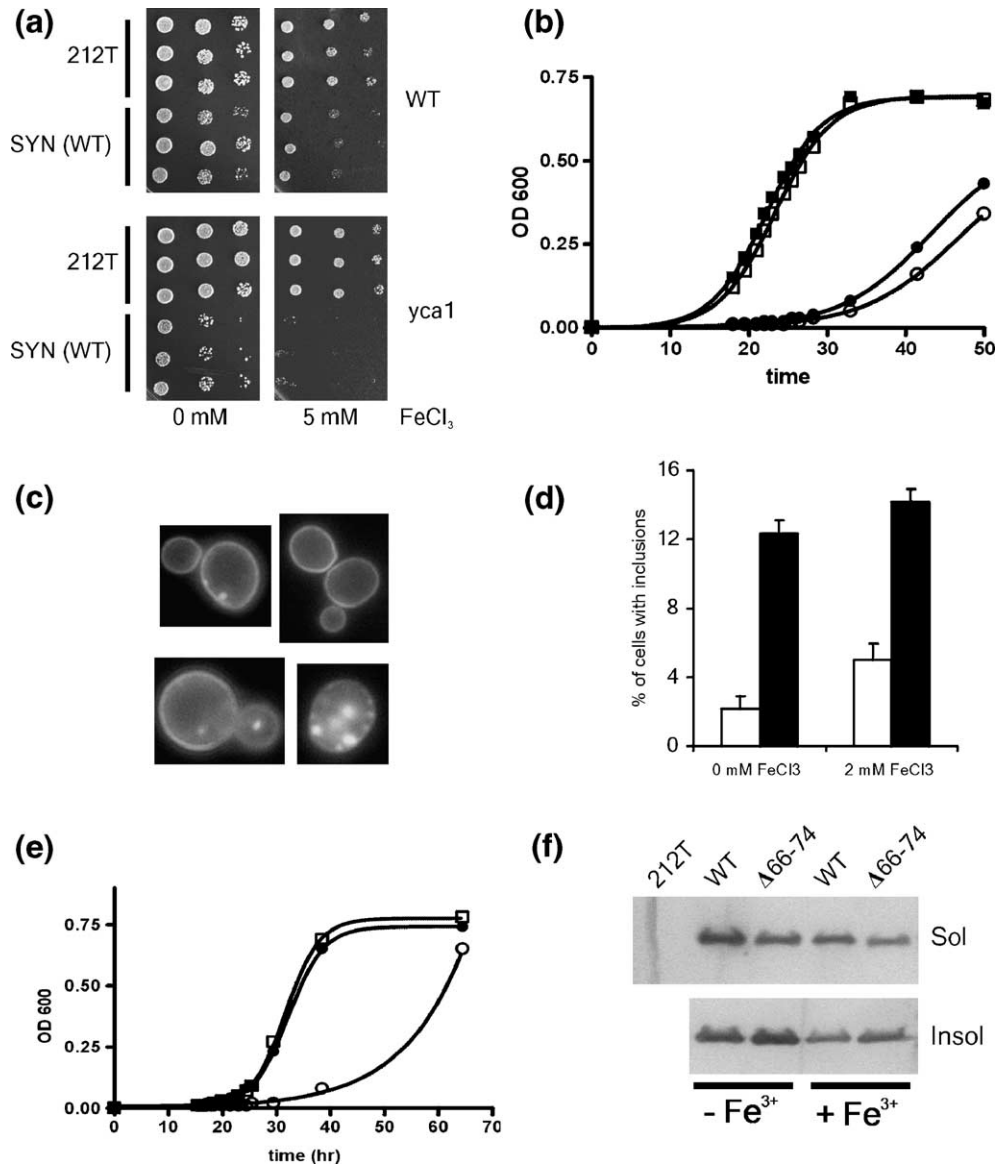 (a)
212T
SYN (WT)
WT
212T
SYN (WT)
yca1
0 mM
5 mM
FeCl₃
(b)
OD 600
0.75
0.50
0.25
0.00
0
10
20
30
40
50
time
(c)
(d)
% of cells with inclusions
16
12
8
4
0
0 mM FeCl3
2 mM FeCl3
(e)
OD 600
0.75
0.50
0.25
0.00
0
10
20
30
40
50
60
70
time (hr)
(f)
212T
WT
Δ66-74
WT
Δ66-74
Sol
Insol
- Fe³⁺
+ Fe³⁺